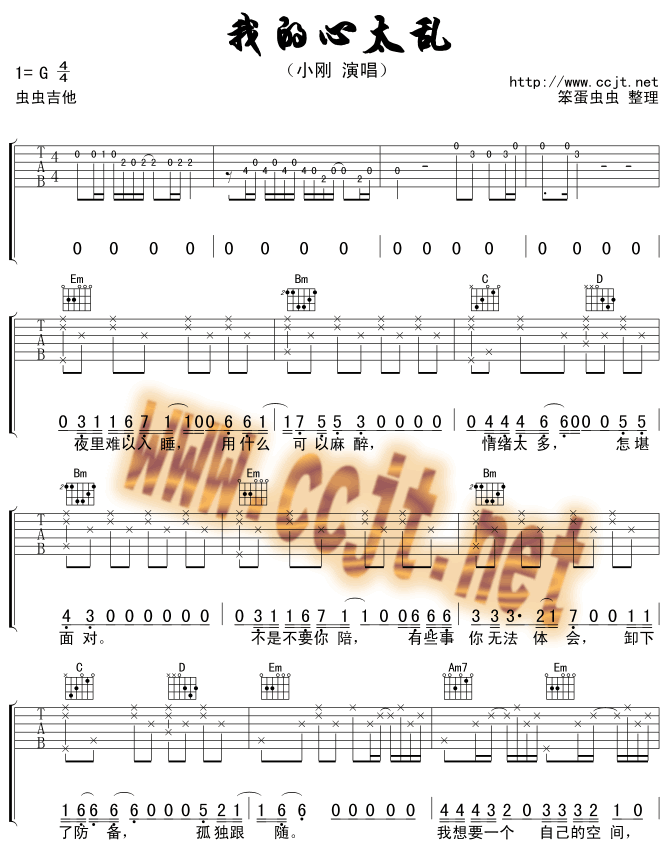 我的心太乱
（小刚 演唱）
1= G 4/4
http://www.ccjt.net
虫虫吉他
笨蛋虫虫 整理
T A B 4/4
0 0 0 0 0 0 0 0 0 0 0 0 0 0 0 0
Em Bm C D
T A B
0 3 1 1 6 7 1 1 0 0 0 6 6 1 1 7 5 5 3 0 0 0 0 0 4 4 4 6 6 0 0 0 5 5
夜里难以入睡， 用什么 可以麻醉， 情绪太多， 怎堪
www.ccjt.net
Bm Em Bm
T A B
4 3 0 0 0 0 0 0 0 3 1 1 6 7 1 1 0 0 6 6 6 3 3 3 2 1 7 0 0 1 1
面对。 不是不要你陪， 有些事 你无法体会， 卸下
C D Em Am7 Em
T A B
1 6 6 6 6 0 0 0 5 2 1 1 6 6 0 0 0 0 0 4 4 4 3 2 0 3 3 3 2 1 0
了防备， 孤独跟随。 我想要一个 自己的空间，